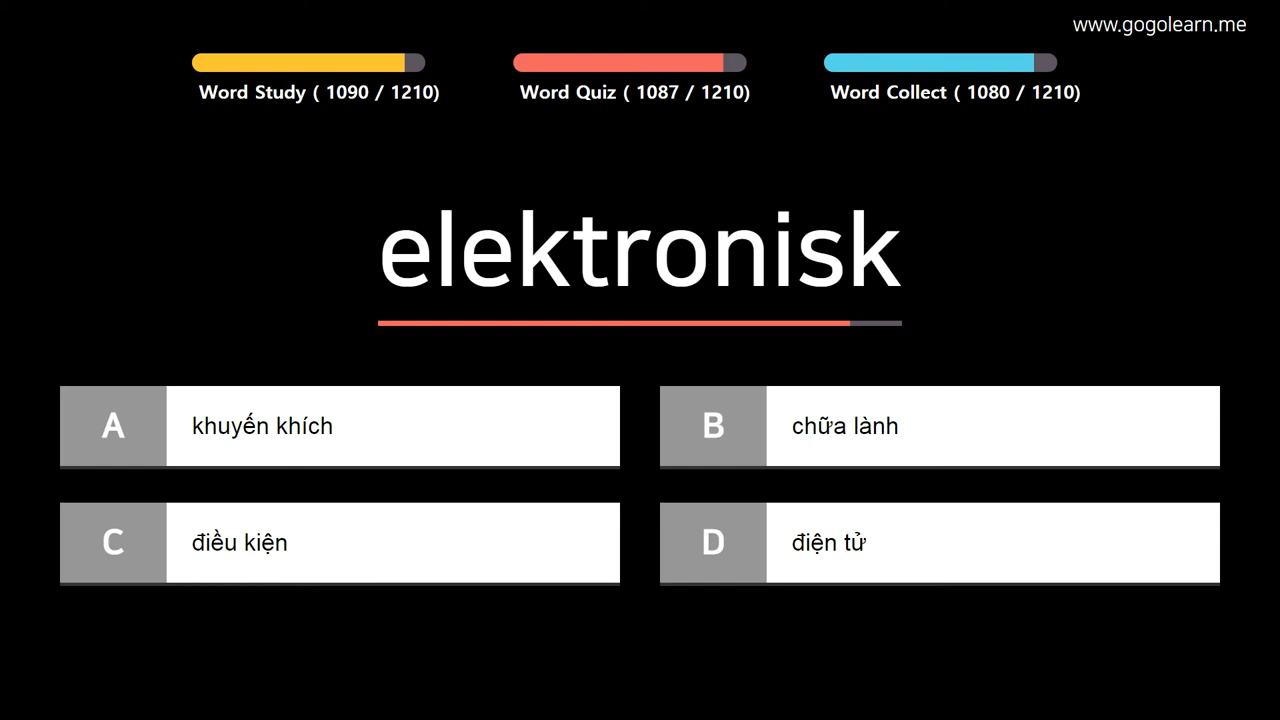 www.gogolearn.me
Word Study ( 1090 / 1210)
Word Quiz ( 1087 / 1210)
Word Collect ( 1080 / 1210)
elektronisk
A khuyến khích
B chữa lành
C điều kiện
D điện tử